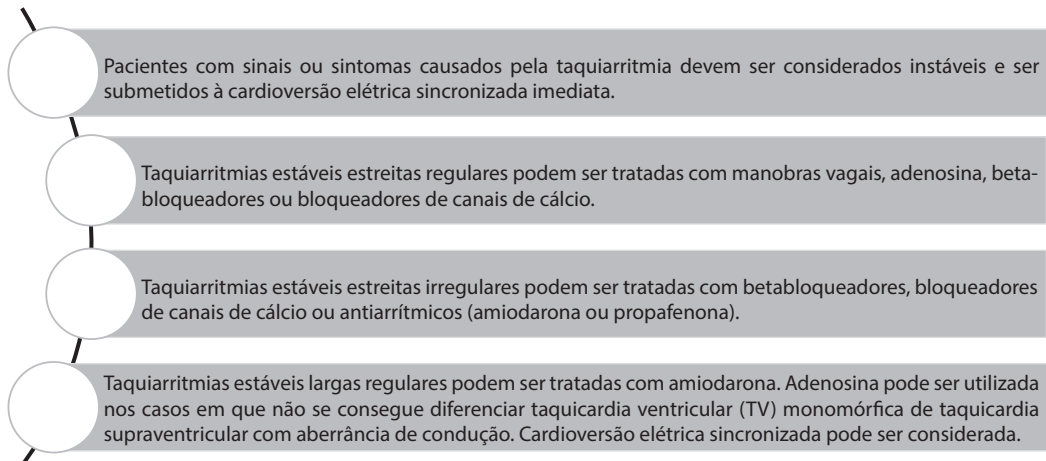 Pacientes com sinais ou sintomas causados pela taquiarritmia devem ser considerados instáveis e ser
submetidos à cardioversão elétrica sincronizada imediata.
Taquiarritmias estáveis estreitas regulares podem ser tratadas com manobras vagais, adenosina, beta-
bloqueadores ou bloqueadores de canais de cálcio.
Taquiarritmias estáveis estreitas irregulares podem ser tratadas com betabloqueadores, bloqueadores
de canais de cálcio ou antiarrítmicos (amiodarona ou propafenona).
Taquiarritmias estáveis largas regulares podem ser tratadas com amiodarona. Adenosina pode ser utilizada
nos casos em que não se consegue diferenciar taquicardia ventricular (TV) monomórfica de taquicardia
supraventricular com aberrância de condução. Cardioversão elétrica sincronizada pode ser considerada.